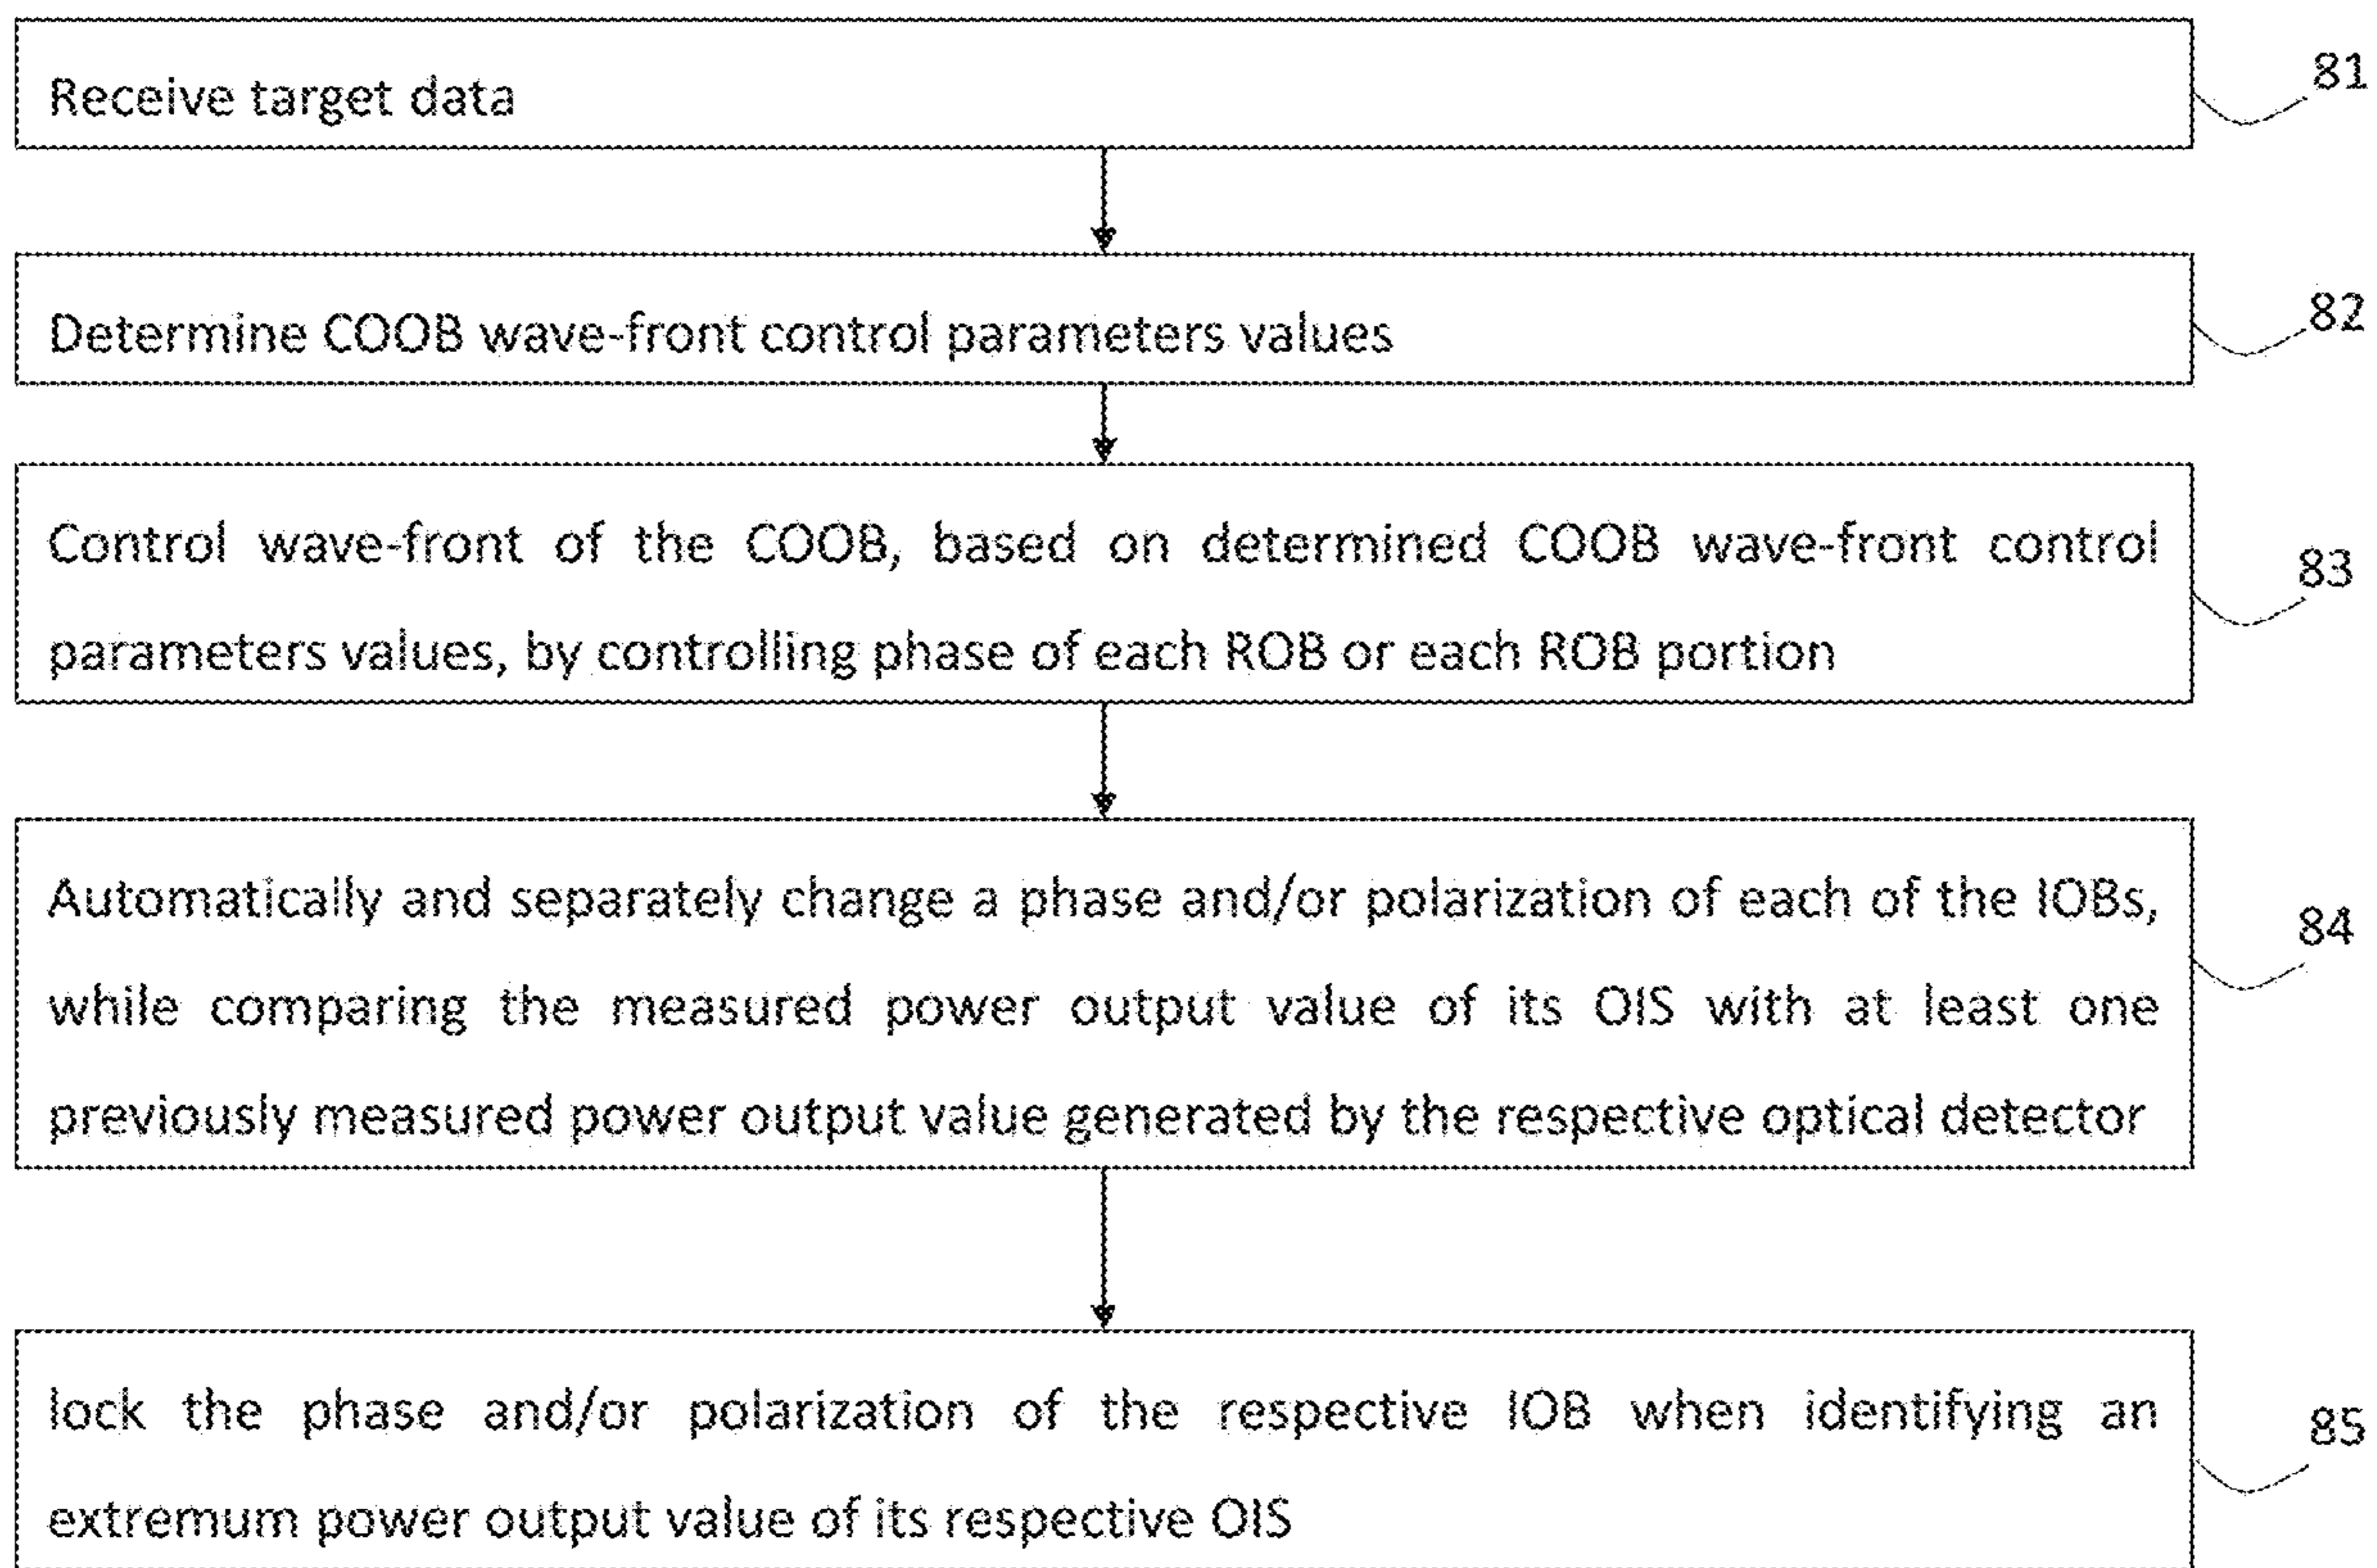 Receive target data
81
Determine COOB wave-front control parameters values
82
Control wave-front of the COOB, based on determined COOB wave-front control
parameters values, by controlling phase of each ROB or each ROB portion
83
Automatically and separately change a phase and/or polarization of each of the IOBs,
while comparing the measured power output value of its OIS with at least one
previously measured power output value generated by the respective optical detector
84
lock the phase and/or polarization of the respective IOB when identifying an
extremum power output value of its respective OIS
85